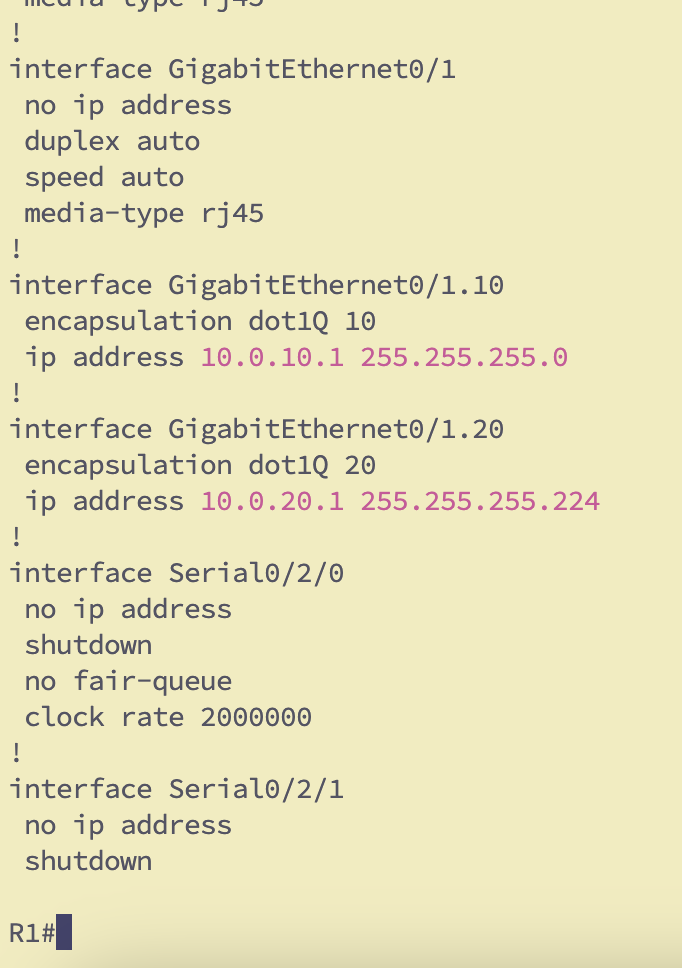 media-type rj45
!
interface GigabitEthernet0/1
 no ip address
 duplex auto
 speed auto
 media-type rj45
!
interface GigabitEthernet0/1.10
 encapsulation dot1Q 10
 ip address 10.0.10.1 255.255.255.0
!
interface GigabitEthernet0/1.20
 encapsulation dot1Q 20
 ip address 10.0.20.1 255.255.255.224
!
interface Serial0/2/0
 no ip address
 shutdown
 no fair-queue
 clock rate 2000000
!
interface Serial0/2/1
 no ip address
 shutdown
R1#